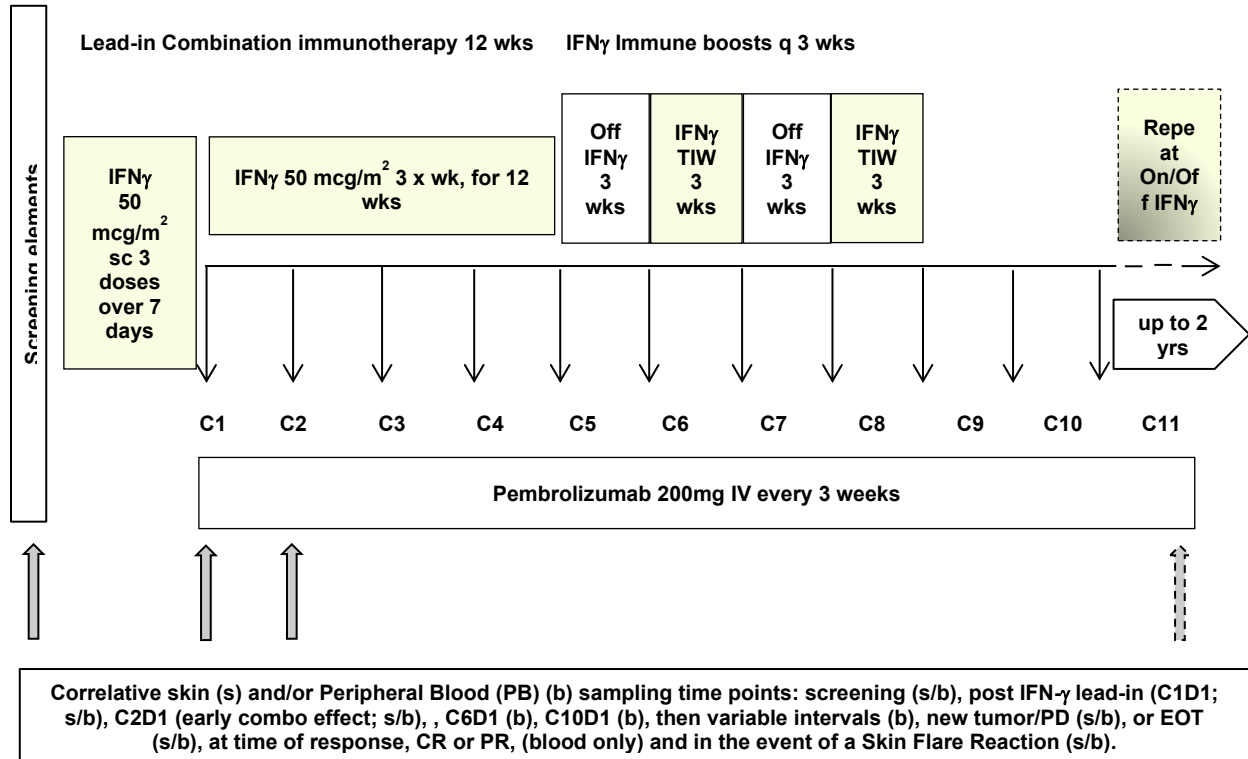 Screening elements
Lead-in Combination immunotherapy 12 wks
IFNγ Immune boosts q 3 wks
IFNγ
50
mcg/m²
sc 3
doses
over 7
days
IFNγ 50 mcg/m² 3 x wk, for 12
wks
Off
IFNγ
3
wks
IFNγ
TIW
3
wks
Off
IFNγ
3
wks
IFNγ
TIW
3
wks
Repe
at
On/Of
f IFNγ
up to 2
yrs
C1 C2 C3 C4 C5 C6 C7 C8 C9 C10 C11
Pembrolizumab 200mg IV every 3 weeks
Correlative skin (s) and/or Peripheral Blood (PB) (b) sampling time points: screening (s/b), post IFN-γ lead-in (C1D1;
s/b), C2D1 (early combo effect; s/b), , C6D1 (b), C10D1 (b), then variable intervals (b), new tumor/PD (s/b), or EOT
(s/b), at time of response, CR or PR, (blood only) and in the event of a Skin Flare Reaction (s/b).